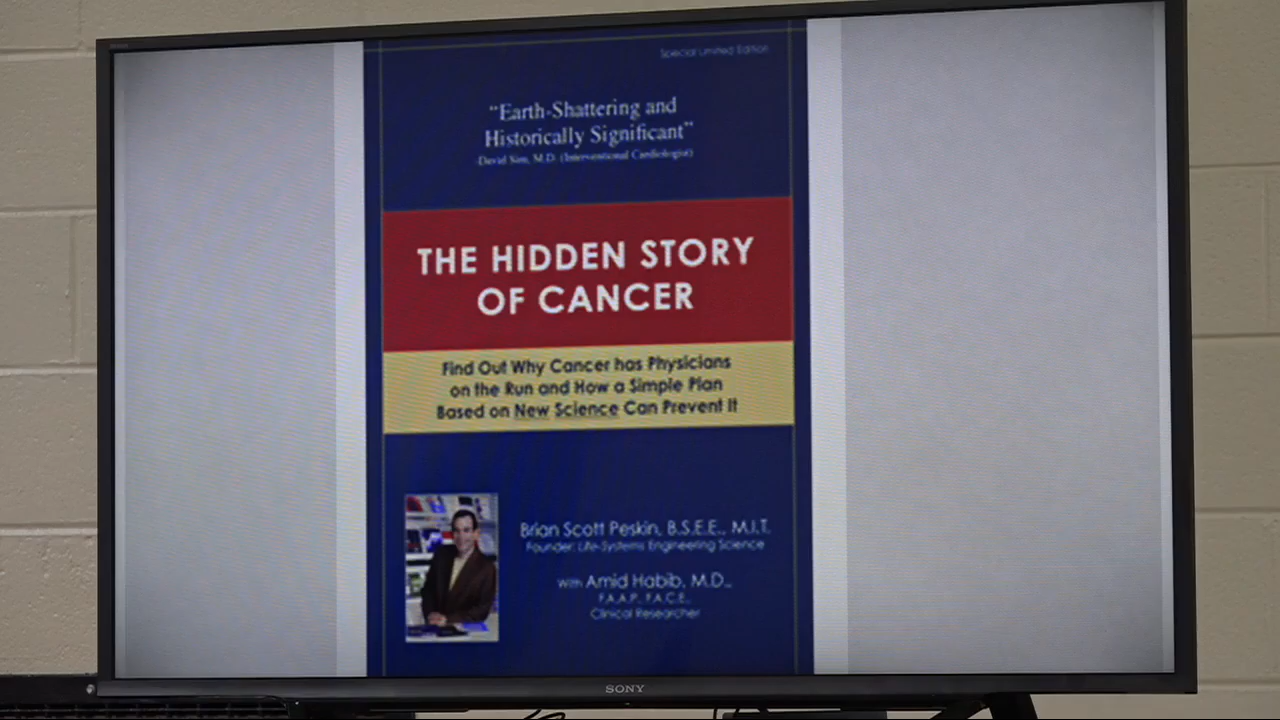 Special Limited Edition
“Earth-Shattering and
Historically Significant”
-David Sim, M.D. (Interventional Cardiologist)
THE HIDDEN STORY
OF CANCER
Find Out Why Cancer has Physicians
on the Run and How a Simple Plan
Based on New Science Can Prevent It
Brian Scott Peskin, B.S.E.E., M.I.T.
Founder: Life-Systems Engineering Science
With Amid Habib, M.D.,
F.A.A.P., F.A.C.E.,
Clinical Researcher
SONY